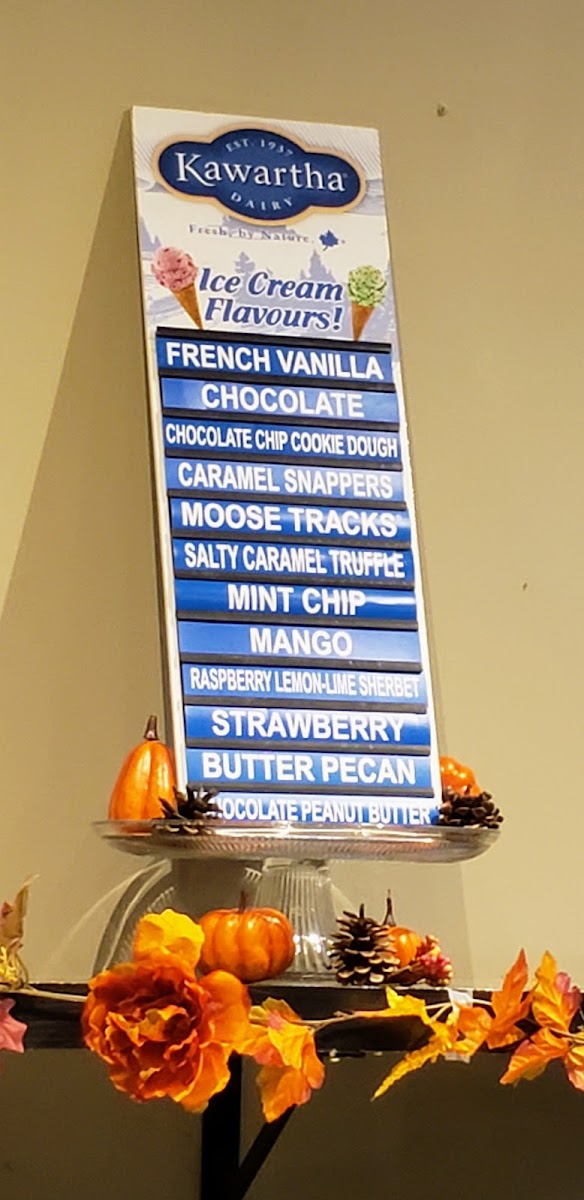 EST. 1937
Kawartha
DAIRY
Fresh, by Nature.
Ice Cream
Flavours!
FRENCH VANILLA
CHOCOLATE
CHOCOLATE CHIP COOKIE DOUGH
CARAMEL SNAPPERS
MOOSE TRACKS
SALTY CARAMEL TRUFFLE
MINT CHIP
MANGO
RASPBERRY LEMON-LIME SHERBET
STRAWBERRY
BUTTER PECAN
CHOCOLATE PEANUT BUTTER